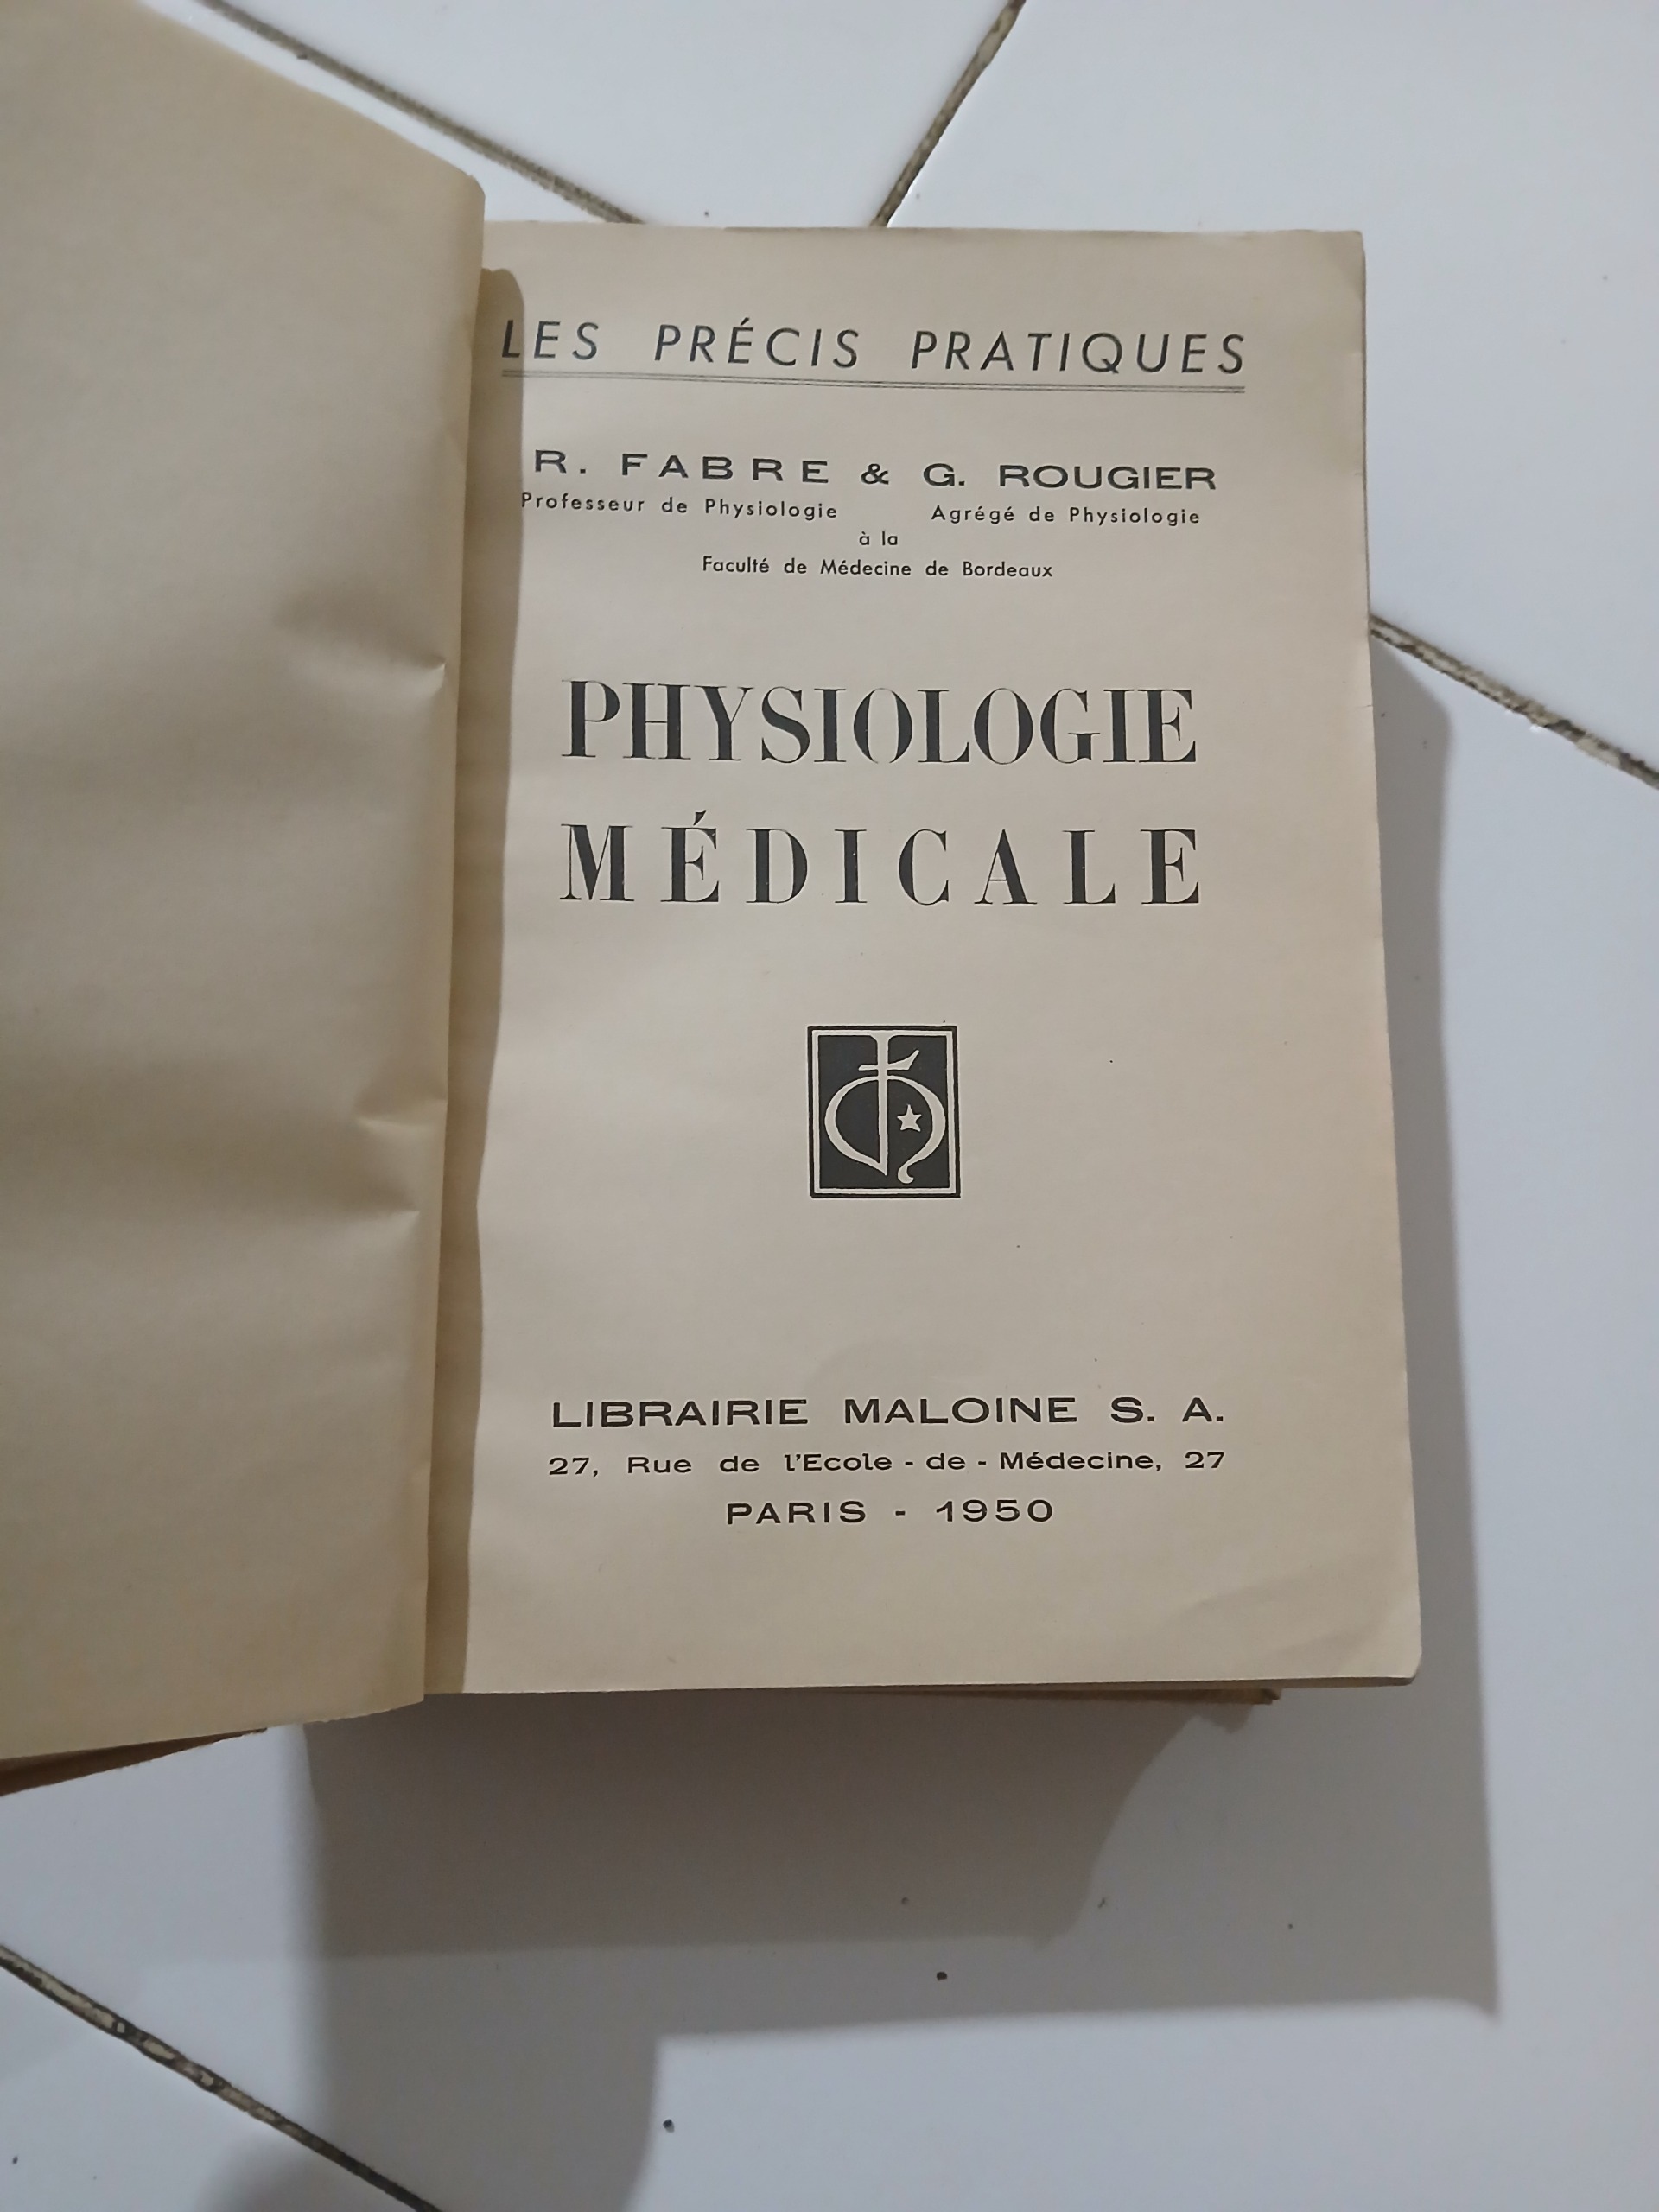 LES PRÉCIS PRATIQUES
R. FABRE & G. ROUGIER
Professeur de Physiologie Agrégé de Physiologie
à la
Faculté de Médecine de Bordeaux
PHYSIOLOGIE
MÉDICALE
LIBRAIRIE MALOINE S. A.
27, Rue de l'Ecole - de - Médecine, 27
PARIS - 1950